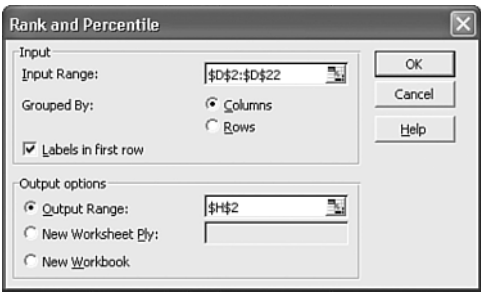 Rank and Percentile
Input
Input Range: $D$2:$D$22
Grouped By: Columns
Rows
Labels in first row
OK
Cancel
Help
Output options
Output Range: $H$2
New Worksheet Ply:
New Workbook